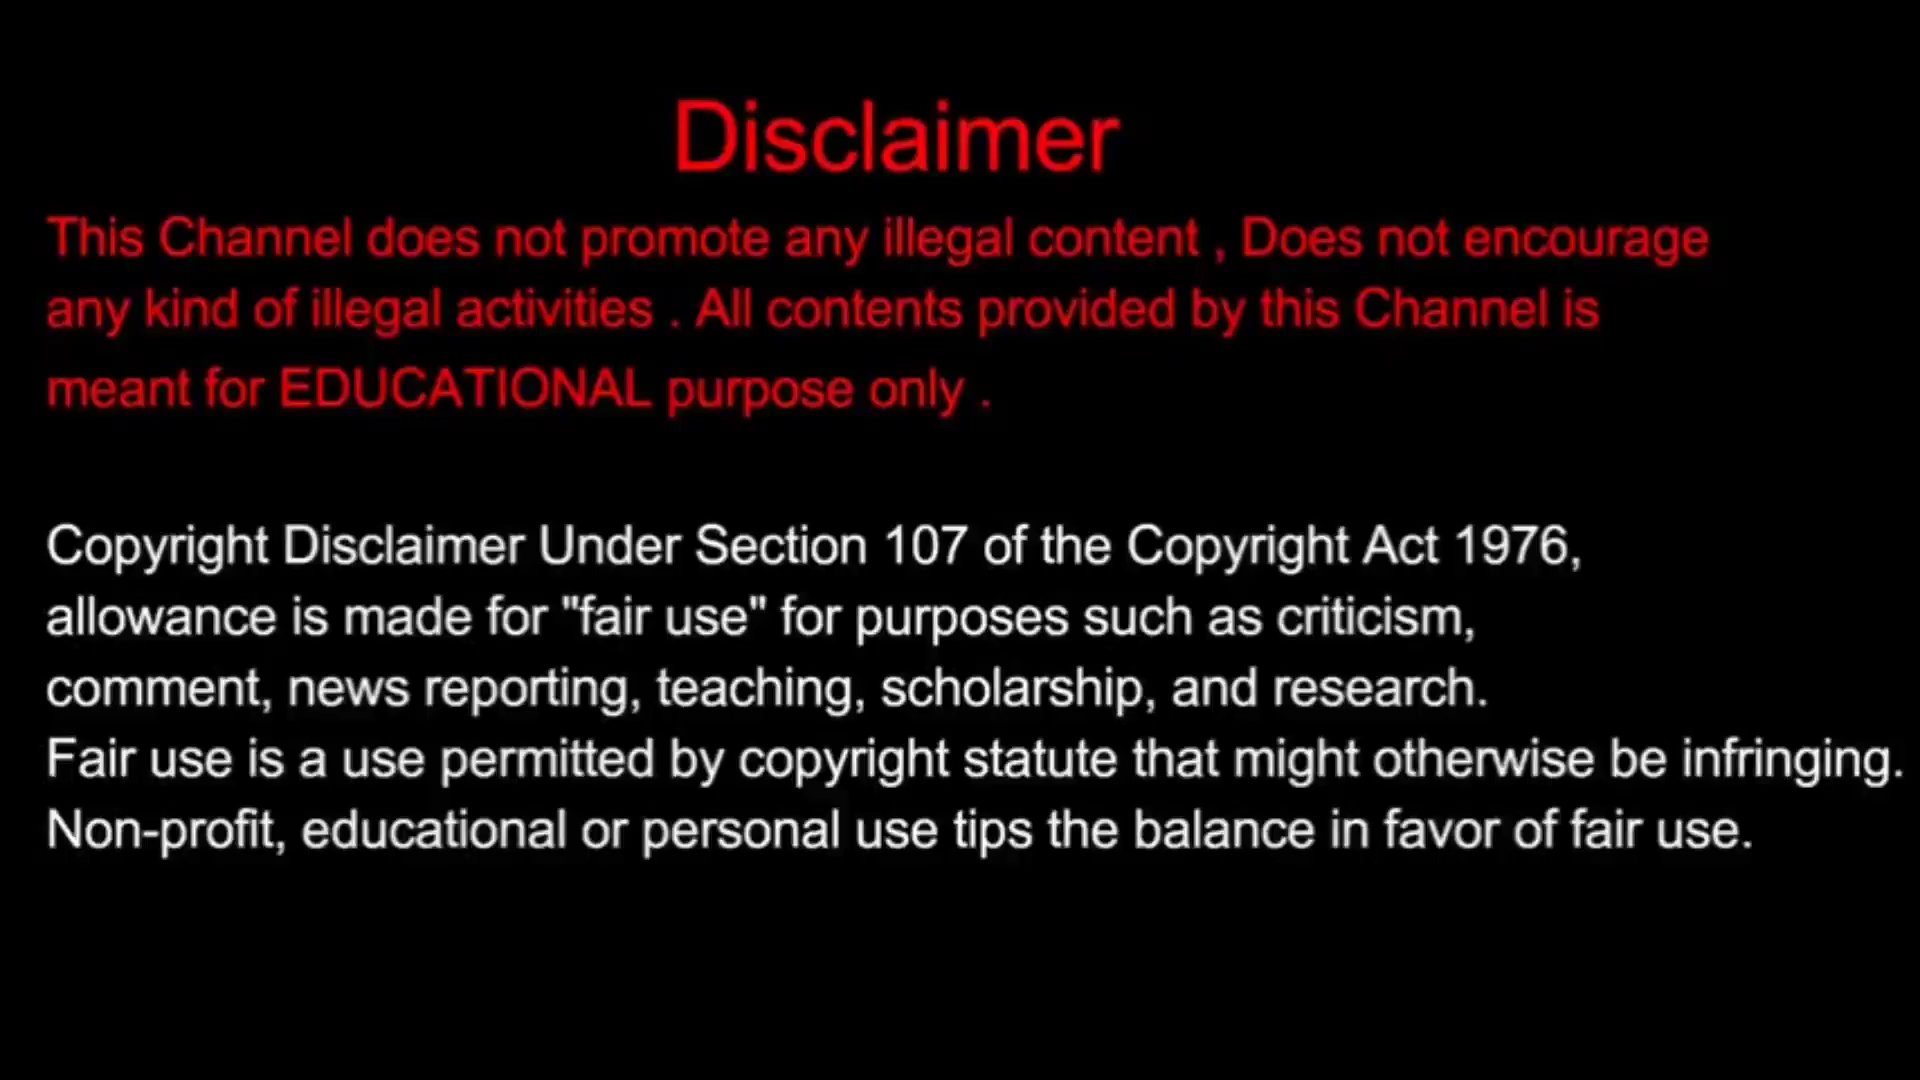 Disclaimer
This Channel does not promote any illegal content , Does not encourage
any kind of illegal activities . All contents provided by this Channel is
meant for EDUCATIONAL purpose only .
Copyright Disclaimer Under Section 107 of the Copyright Act 1976,
allowance is made for "fair use" for purposes such as criticism,
comment, news reporting, teaching, scholarship, and research.
Fair use is a use permitted by copyright statute that might otherwise be infringing.
Non-profit, educational or personal use tips the balance in favor of fair use.